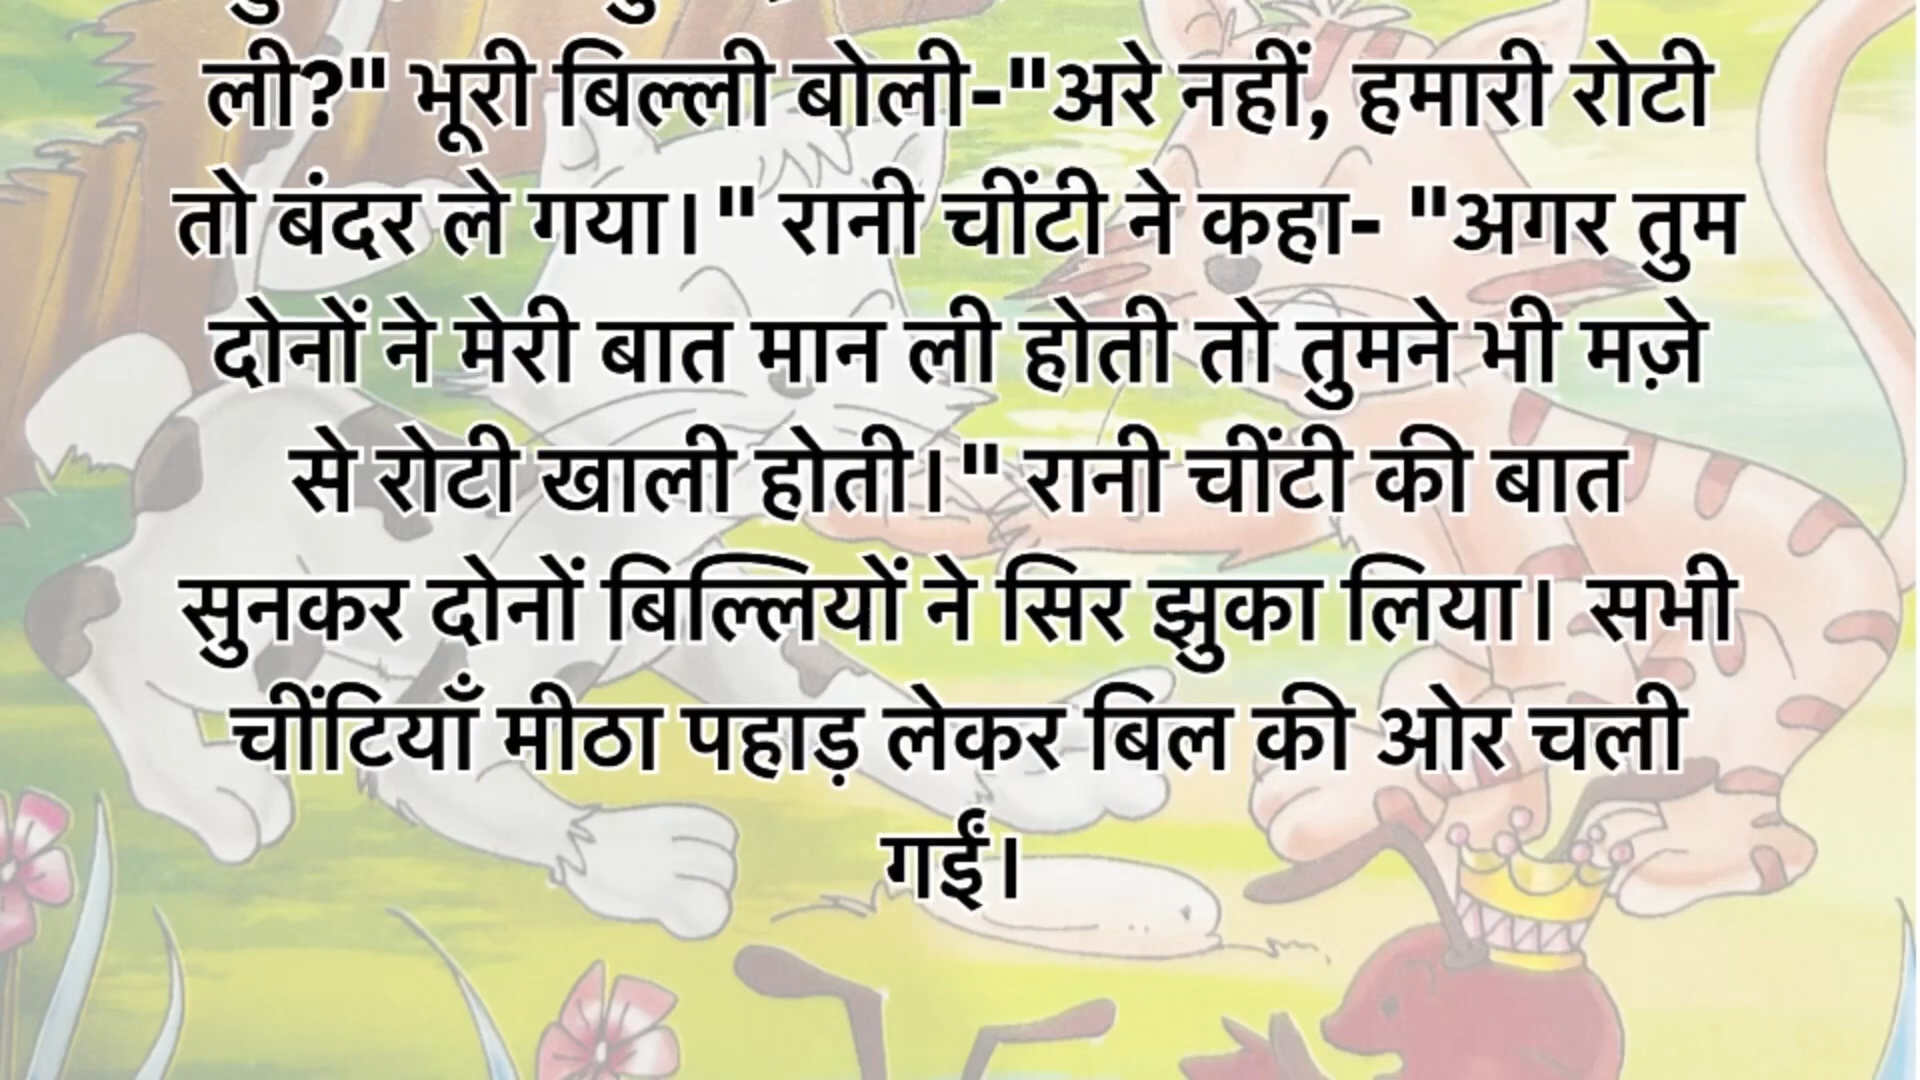 ली?" भूरी बिल्ली बोली-"अरे नहीं, हमारी रोटी
तो बंदर ले गया।" रानी चींटी ने कहा- "अगर तुम
दोनों ने मेरी बात मान ली होती तो तुमने भी मज़े
से रोटी खाली होती।" रानी चींटी की बात
सुनकर दोनों बिल्लियों ने सिर झुका लिया। सभी
चींटियाँ मीठा पहाड़ लेकर बिल की ओर चली
गईं।